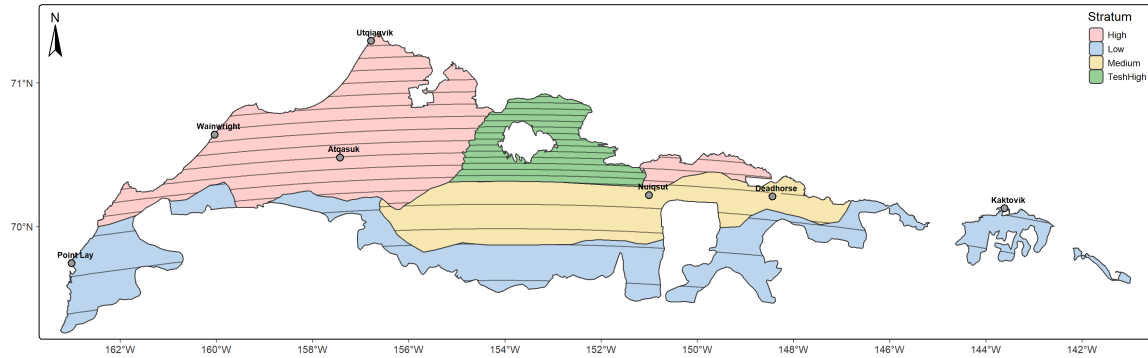 N
Stratum
High
Low
Medium
TeshHigh
Utqiaġvik
71°N
Wainwright
Atqasuk
Nuiqsut
Deadhorse
Kaktovik
70°N
Point Lay
162°W
160°W
158°W
156°W
154°W
152°W
150°W
148°W
146°W
144°W
142°W